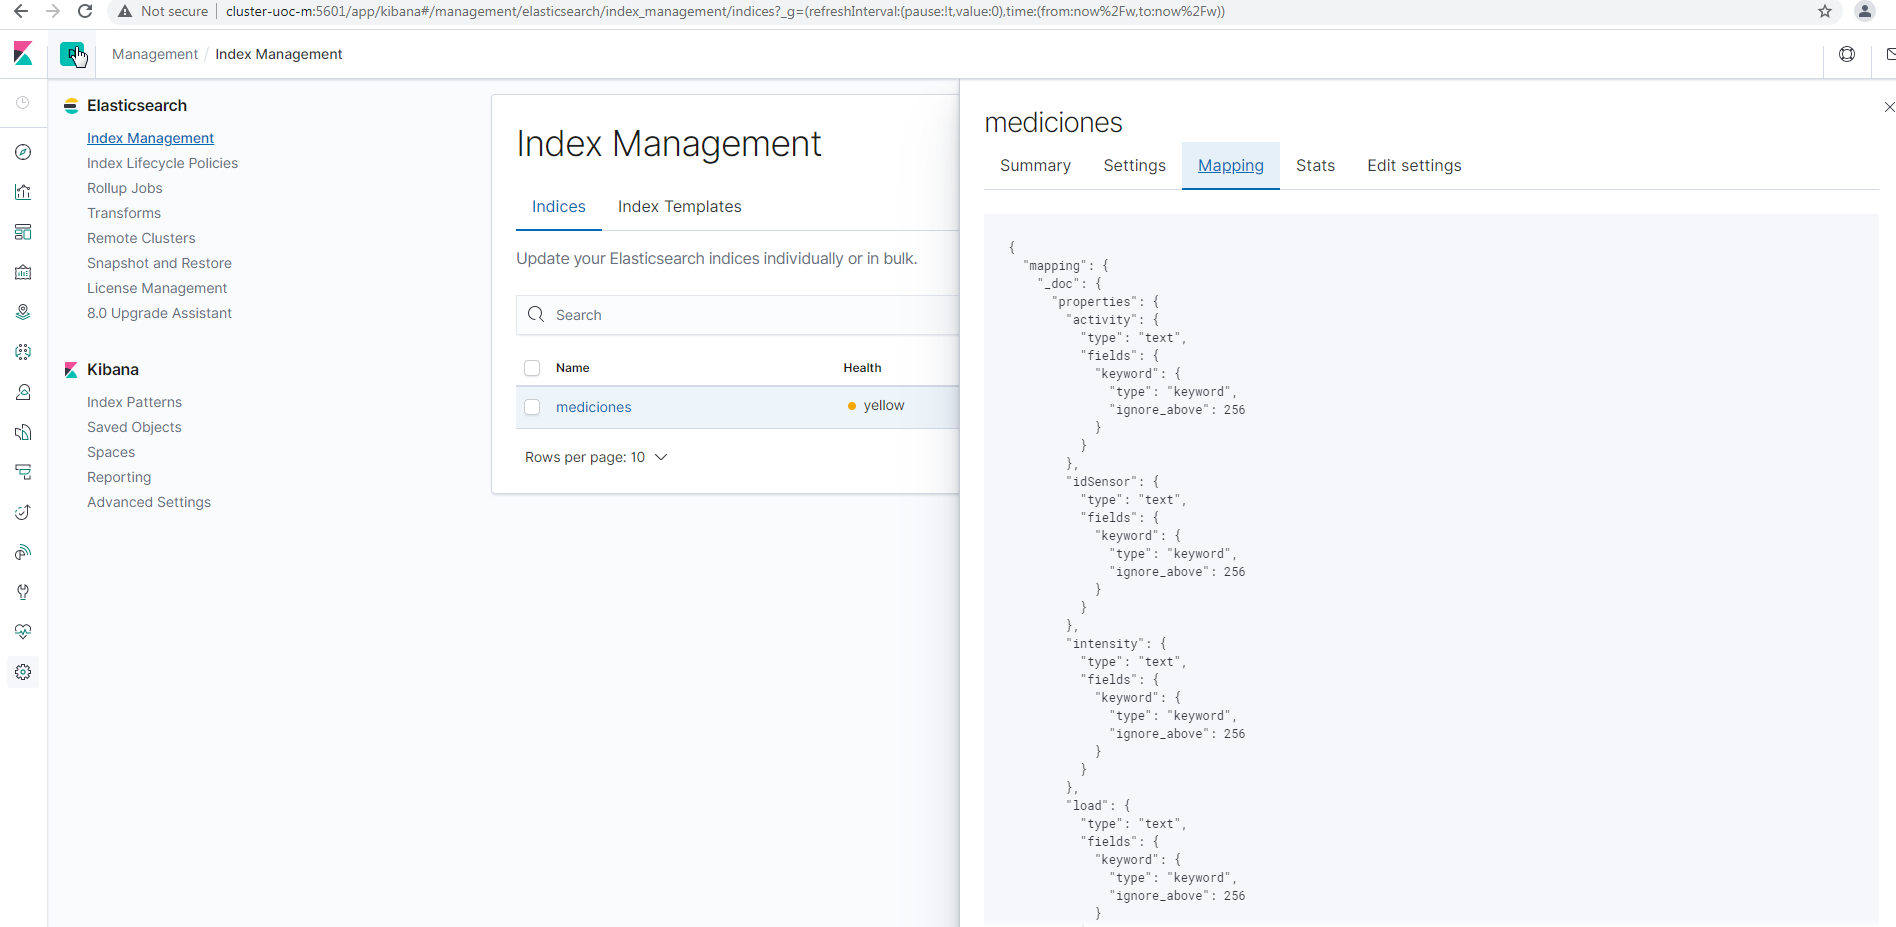 Not secure | cluster-uoc-m:5601/app/kibana#/management/elasticsearch/index_management/indices?_g=(refreshInterval:(pause:!t,value:0),time:(from:now%2Fw,to:now%2Fw))
Management / Index Management
Elasticsearch
Index Management
Index Lifecycle Policies
Rollup Jobs
Transforms
Remote Clusters
Snapshot and Restore
License Management
8.0 Upgrade Assistant
Kibana
Index Patterns
Saved Objects
Spaces
Reporting
Advanced Settings
Index Management
Indices Index Templates
Update your Elasticsearch indices individually or in bulk.
Search
Name Health
mediciones yellow
Rows per page: 10
mediciones
Summary Settings Mapping Stats Edit settings
{
"mapping": {
"_doc": {
"properties": {
"activity": {
"type": "text",
"fields": {
"keyword": {
"type": "keyword",
"ignore_above": 256
}
}
},
"idSensor": {
"type": "text",
"fields": {
"keyword": {
"type": "keyword",
"ignore_above": 256
}
}
},
"intensity": {
"type": "text",
"fields": {
"keyword": {
"type": "keyword",
"ignore_above": 256
}
}
},
"load": {
"type": "text",
"fields": {
"keyword": {
"type": "keyword",
"ignore_above": 256
}